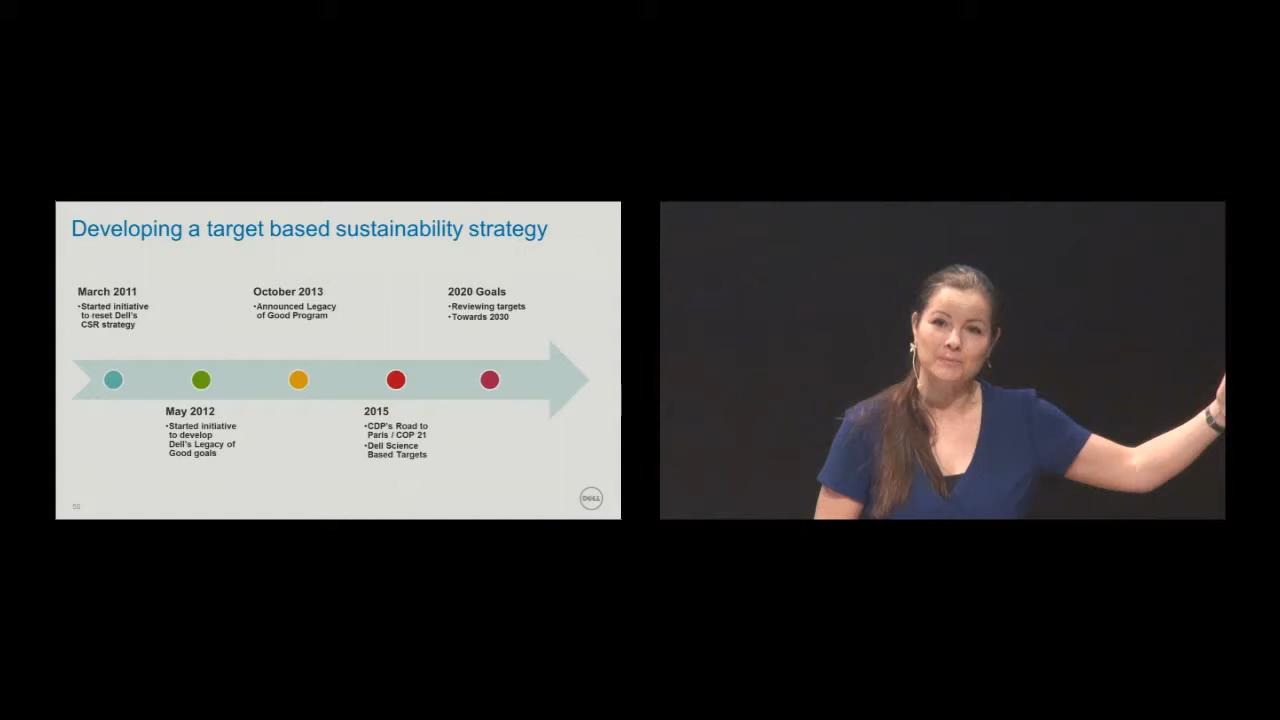 Developing a target based sustainability strategy
March 2011
•Started initiative
to reset Dell's
CSR strategy
October 2013
•Announced Legacy
of Good Program
2020 Goals
•Reviewing targets
•Towards 2030
May 2012
•Started initiative
to develop
Dell's Legacy of
Good goals
2015
•CDP's Road to
Paris / COP 21
•Dell Science
Based Targets
DELL